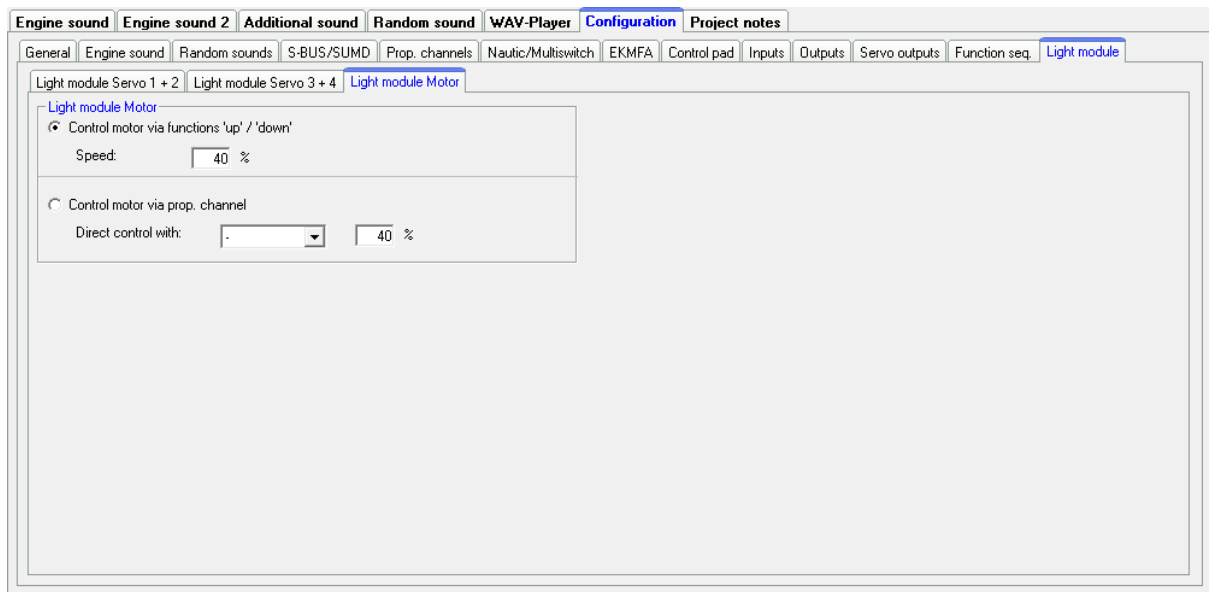 Engine sound Engine sound 2 Additional sound Random sound WAV-Player Configuration Project notes
General Engine sound Random sounds S-BUS/SUMD Prop. channels Nautic/Multiswitch EKMFA Control pad Inputs Outputs Servo outputs Function seq. Light module
Light module Servo 1 + 2 Light module Servo 3 + 4 Light module Motor
Light module Motor
Control motor via functions 'up' / 'down'
Speed: 40 %
Control motor via prop. channel
Direct control with: - 40 %